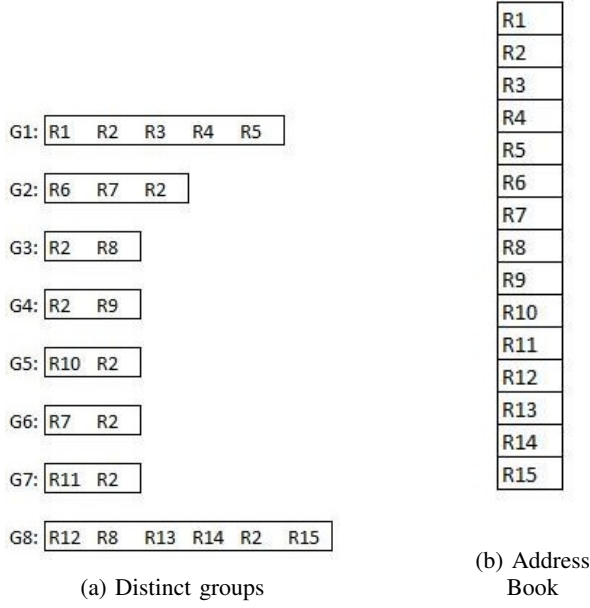 G1: R1 R2 R3 R4 R5
G2: R6 R7 R2
G3: R2 R8
G4: R2 R9
G5: R10 R2
G6: R7 R2
G7: R11 R2
G8: R12 R8 R13 R14 R2 R15
(a) Distinct groups
R1
R2
R3
R4
R5
R6
R7
R8
R9
R10
R11
R12
R13
R14
R15
(b) Address
Book